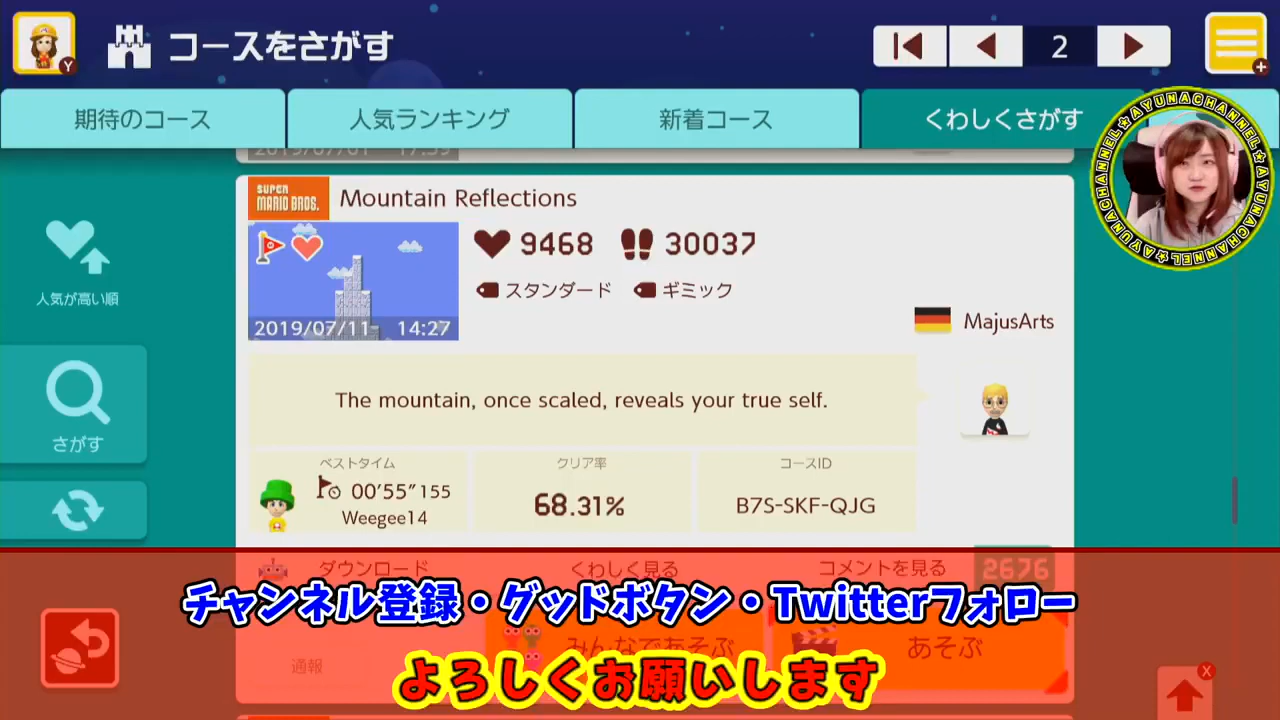 コースをさがす
Y
2
+
期待のコース
人気ランキング
新着コース
くわしくさがす
★AYUNACHANNEL★AYUNACHANNEL★AYUNACHANNEL
SUPER
MARIO BROS.
Mountain Reflections
9468
30037
スタンダード
ギミック
2019/07/11 14:27
MajusArts
人気が高い順
The mountain, once scaled, reveals your true self.
さがす
ベストタイム
00'55"155
Weegee14
クリア率
68.31%
コースID
B7S-SKF-QJG
ダウンロード
くわしく見る
コメントを見る
2676
チャンネル登録・グッドボタン・Twitterフォロー
みんなであそぶ
あそぶ
通報
よろしくお願いします
X